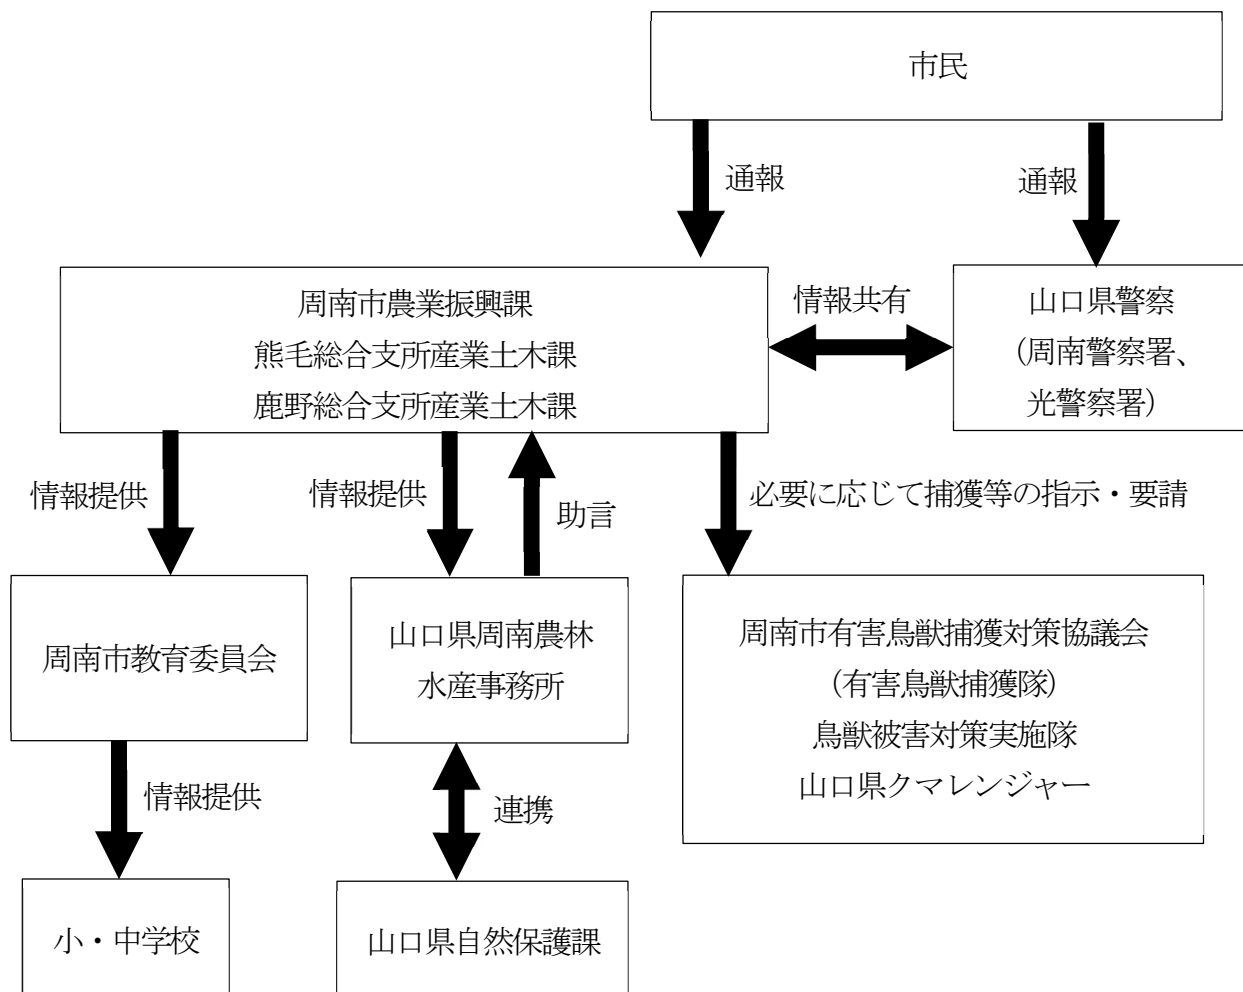 市民
通報
通報
周南市農業振興課
熊毛総合支所産業土木課
鹿野総合支所産業土木課
情報共有
山口県警察
(周南警察署、
光警察署)
情報提供
情報提供
助言
必要に応じて捕獲等の指示・要請
周南市教育委員会
山口県周南農林
水産事務所
周南市有害鳥獣捕獲対策協議会
(有害鳥獣捕獲隊)
鳥獣被害対策実施隊
山口県クマレンジャー
情報提供
連携
小・中学校
山口県自然保護課